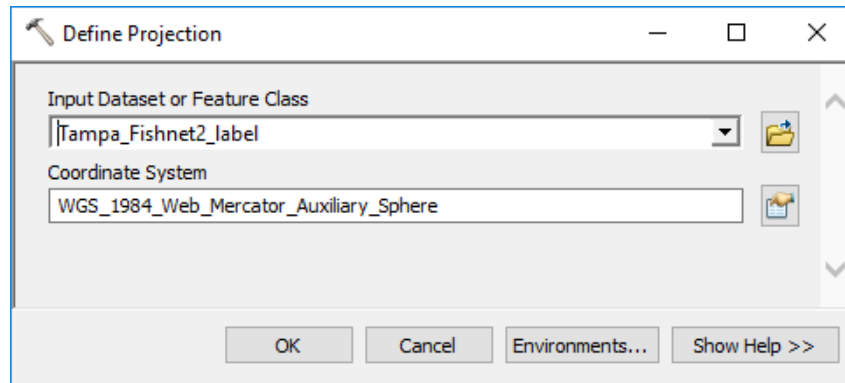 Define Projection
Input Dataset or Feature Class
Tampa_Fishnet2_label
Coordinate System
WGS_1984_Web_Mercator_Auxiliary_Sphere
OK Cancel Environments... Show Help >>